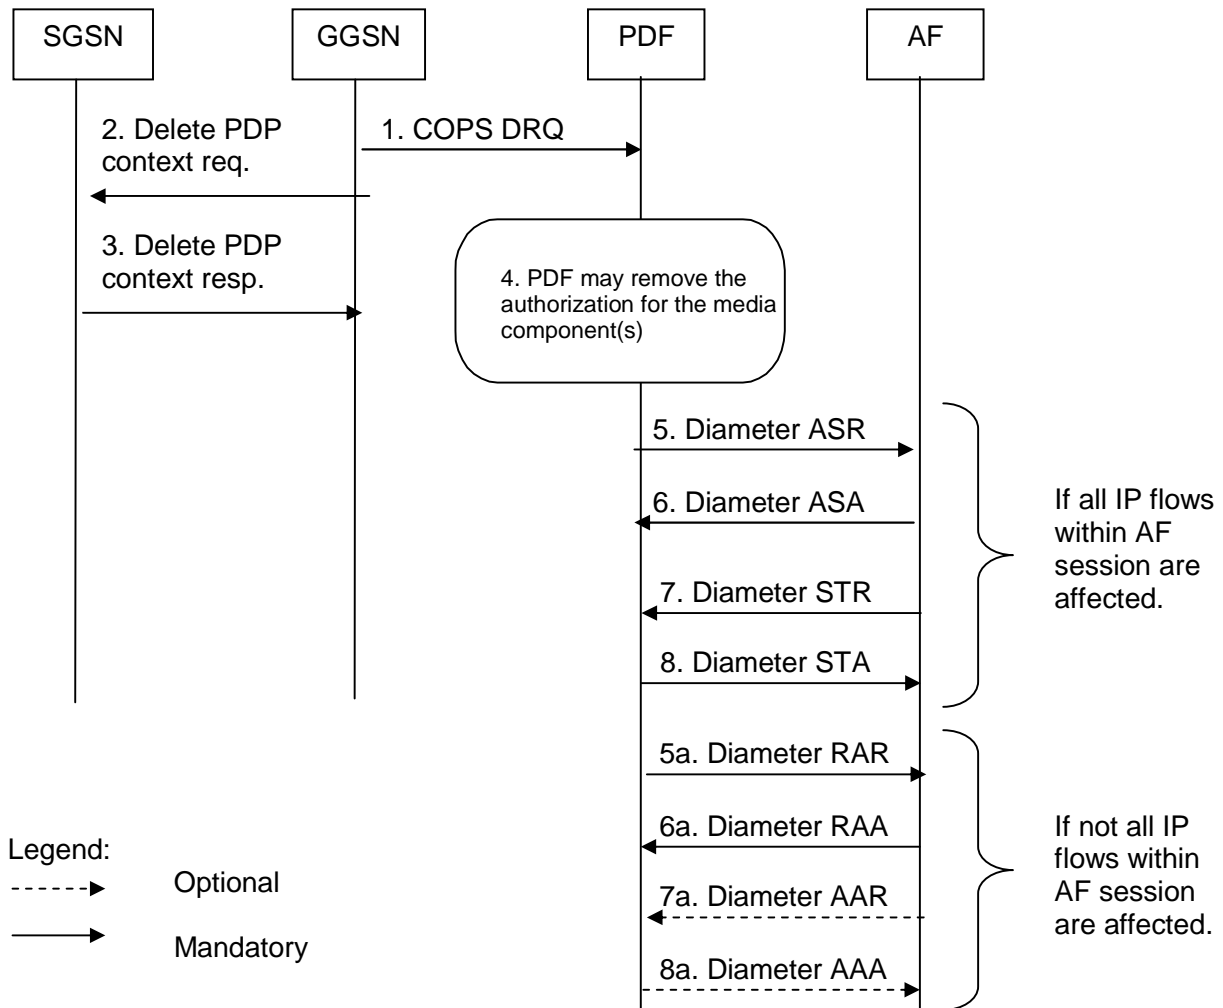 SGSN
GGSN
PDF
AF
2. Delete PDP
context req.
1. COPS DRQ
3. Delete PDP
context resp.
4. PDF may remove the
authorization for the media
component(s)
5. Diameter ASR
6. Diameter ASA
7. Diameter STR
8. Diameter STA
If all IP flows
within AF
session are
affected.
5a. Diameter RAR
6a. Diameter RAA
7a. Diameter AAR
8a. Diameter AAA
If not all IP
flows within
AF session
are affected.
Legend:
Optional
Mandatory